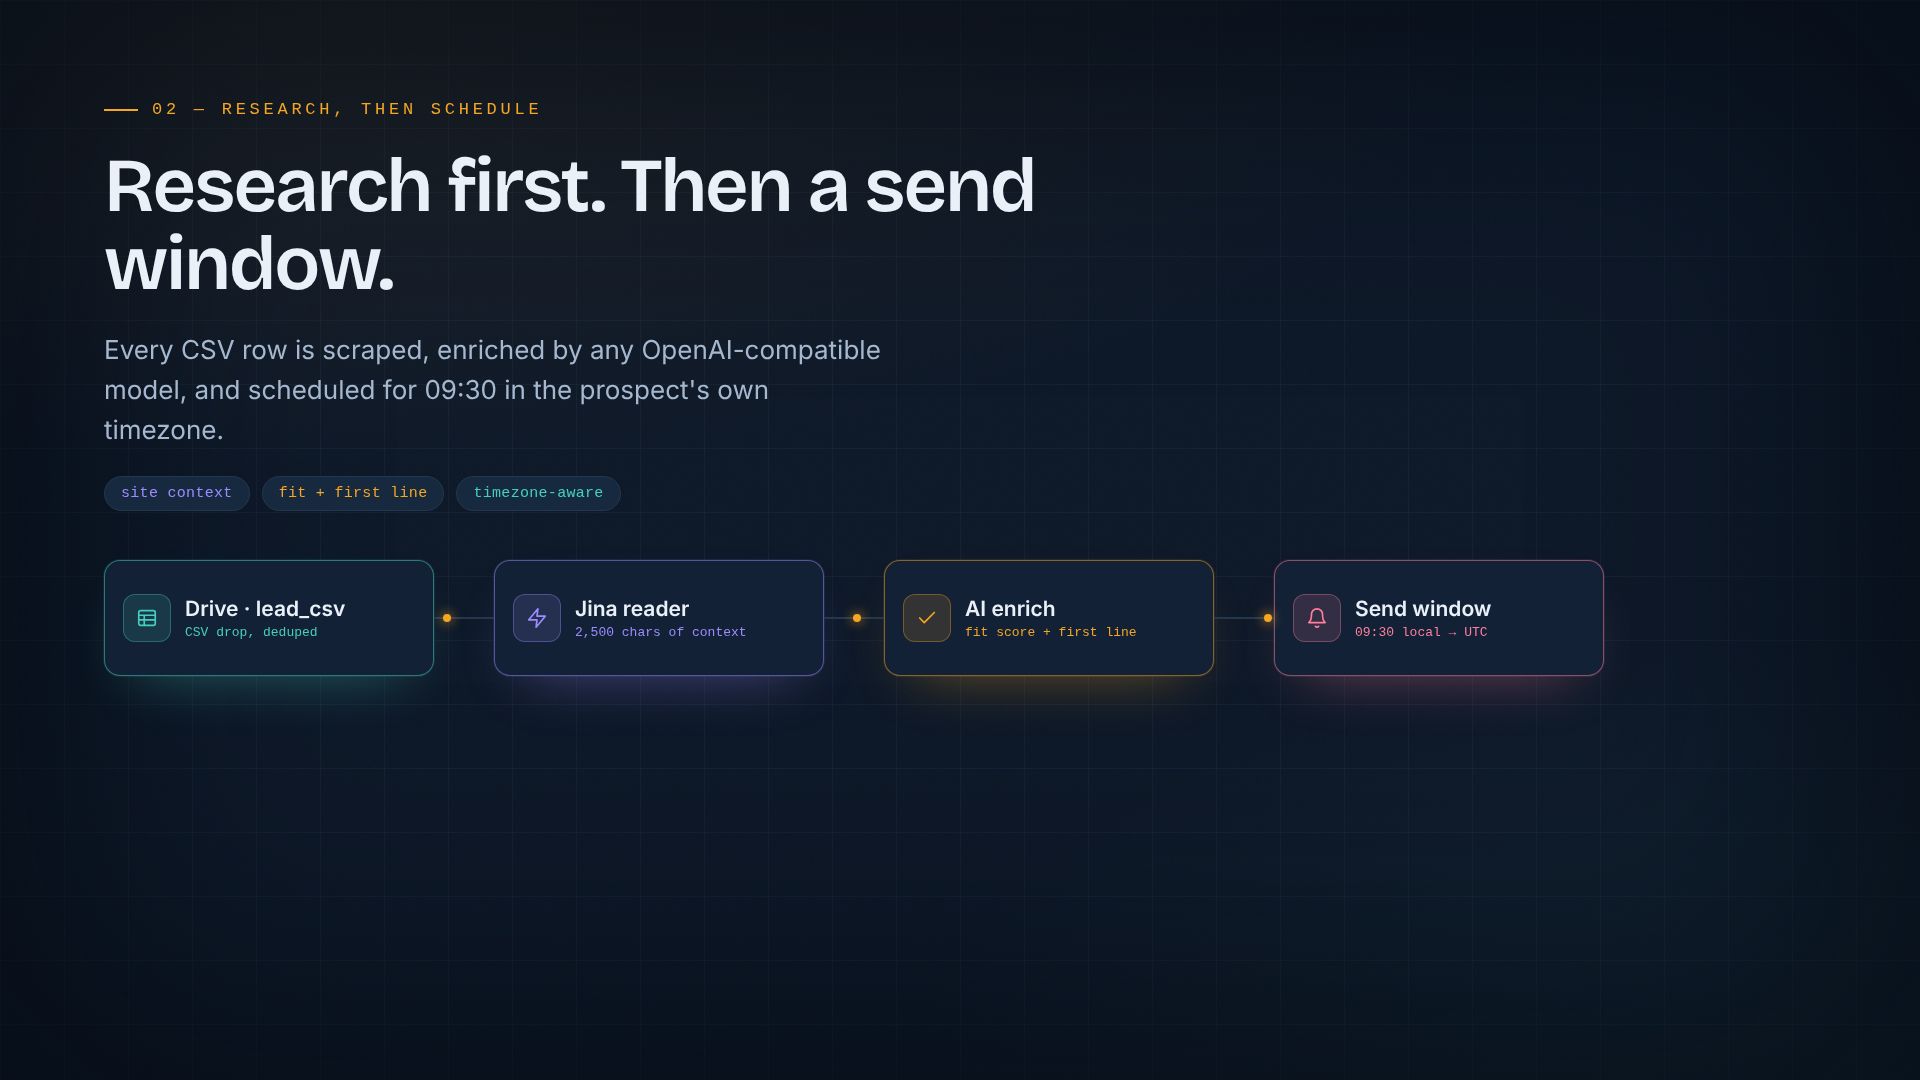 02 — RESEARCH, THEN SCHEDULE
Research first. Then a send
window.
Every CSV row is scraped, enriched by any OpenAI-compatible
model, and scheduled for 09:30 in the prospect's own
timezone.
site context
fit + first line
timezone-aware
Drive · lead_csv
CSV drop, deduped
Jina reader
2,500 chars of context
AI enrich
fit score + first line
Send window
09:30 local → UTC